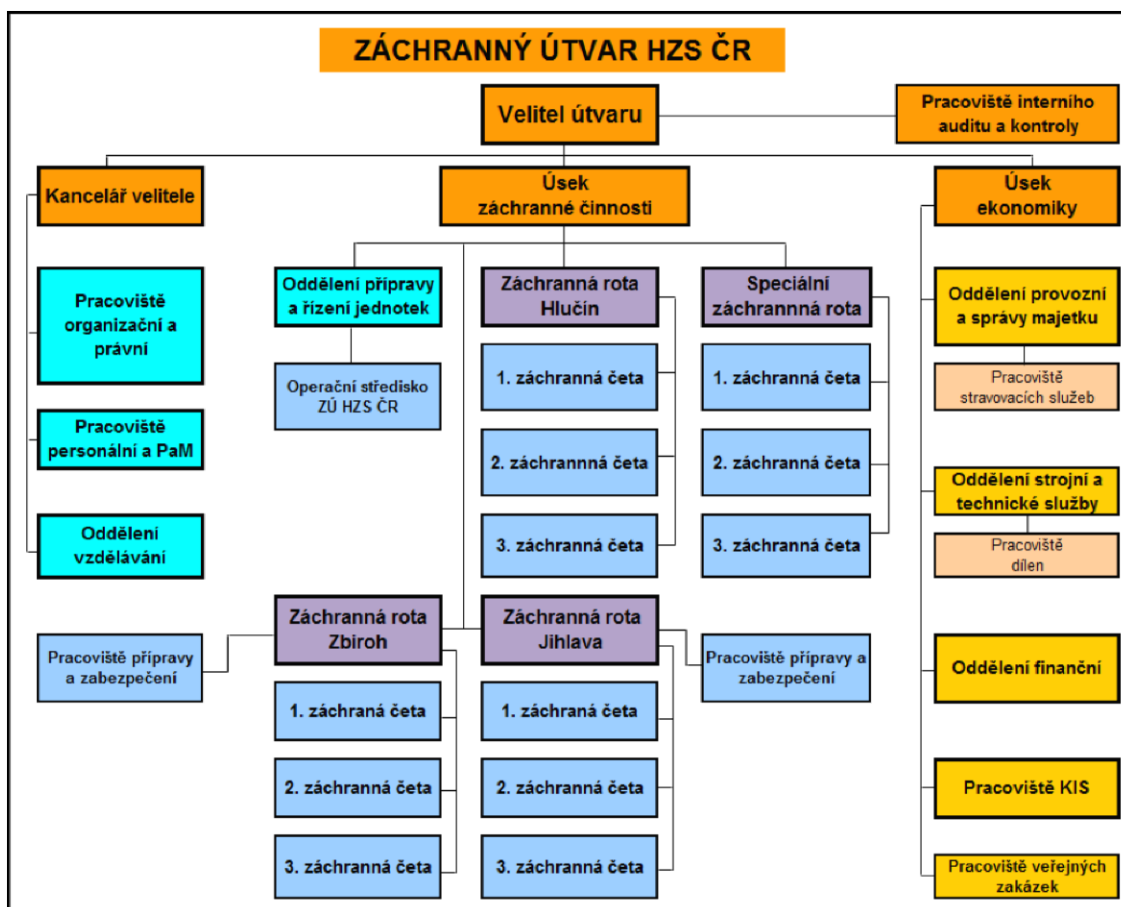 ZÁCHRANNÝ ÚTVAR HZS ČR
Velitel útvaru
Pracoviště interního
auditu a kontroly
Kancelář velitele
Úsek
záchranné činnosti
Úsek
ekonomiky
Pracoviště
organizační a
právní
Pracoviště
personální a PaM
Oddělení
vzdělávání
Oddělení přípravy
a řízení jednotek
Operační středisko
ZÚ HZS ČR
Záchranná rota
Hlučín
1. záchranná četa
2. záchrannná četa
3. záchranná četa
Speciální
záchrannná rota
1. záchranná četa
2. záchranná četa
3. záchranná četa
Oddělení provozní
a správy majetku
Pracoviště
stravovacích služeb
Oddělení strojní a
technické služby
Pracoviště
dílen
Oddělení finanční
Pracoviště KIS
Pracoviště veřejných
zakázek
Pracoviště přípravy
a zabezpečení
Záchranná rota
Zbiroh
1. záchraná četa
2. záchranná četa
3. záchranná četa
Záchranná rota
Jihlava
1. záchraná četa
2. záchranná četa
3. záchranná četa
Pracoviště přípravy a
zabezpečení